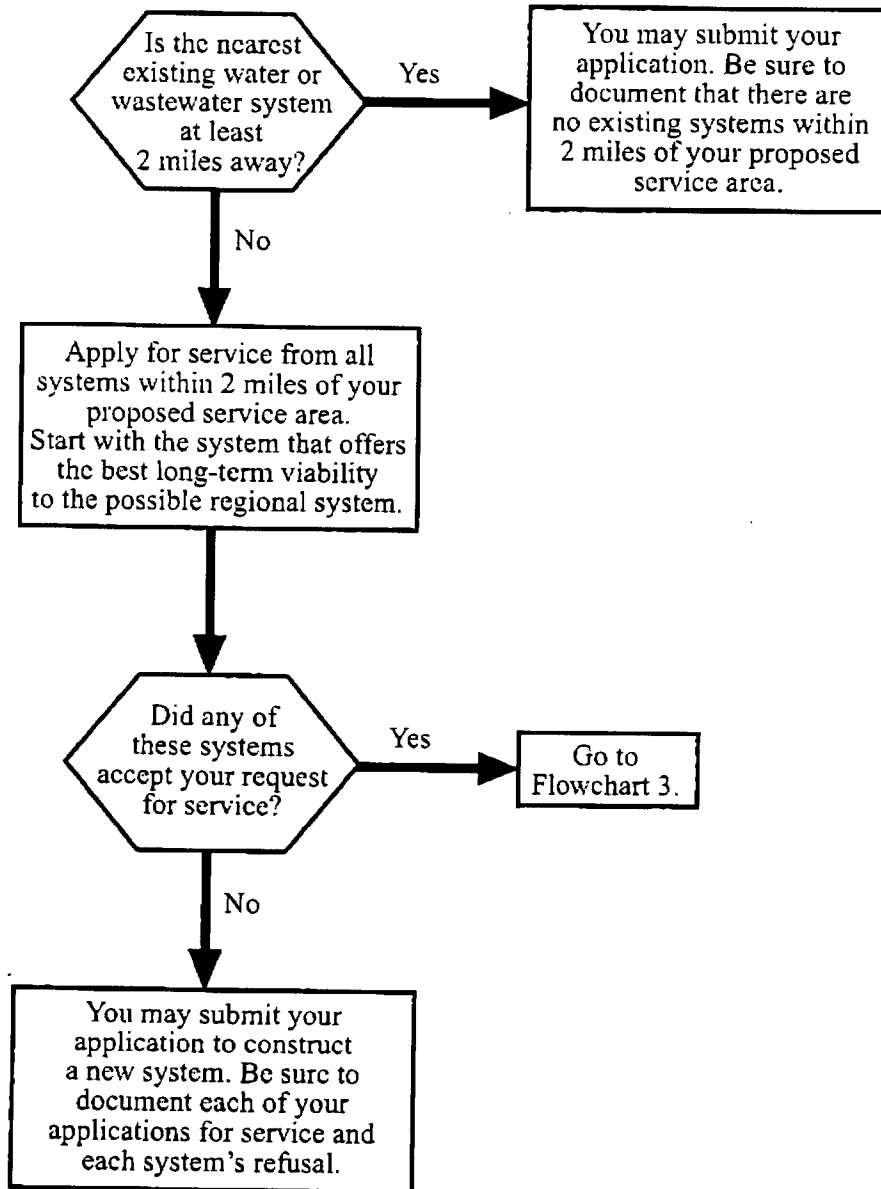 Is the nearest
existing water or
wastewater system
at least
2 miles away?
Yes
You may submit your
application. Be sure to
document that there are
no existing systems within
2 miles of your proposed
service area.
No
Apply for service from all
systems within 2 miles of your
proposed service area.
Start with the system that offers
the best long-term viability
to the possible regional system.
Did any of
these systems
accept your request
for service?
Yes
Go to
Flowchart 3.
No
You may submit your
application to construct
a new system. Be sure to
document each of your
applications for service and
each system's refusal.